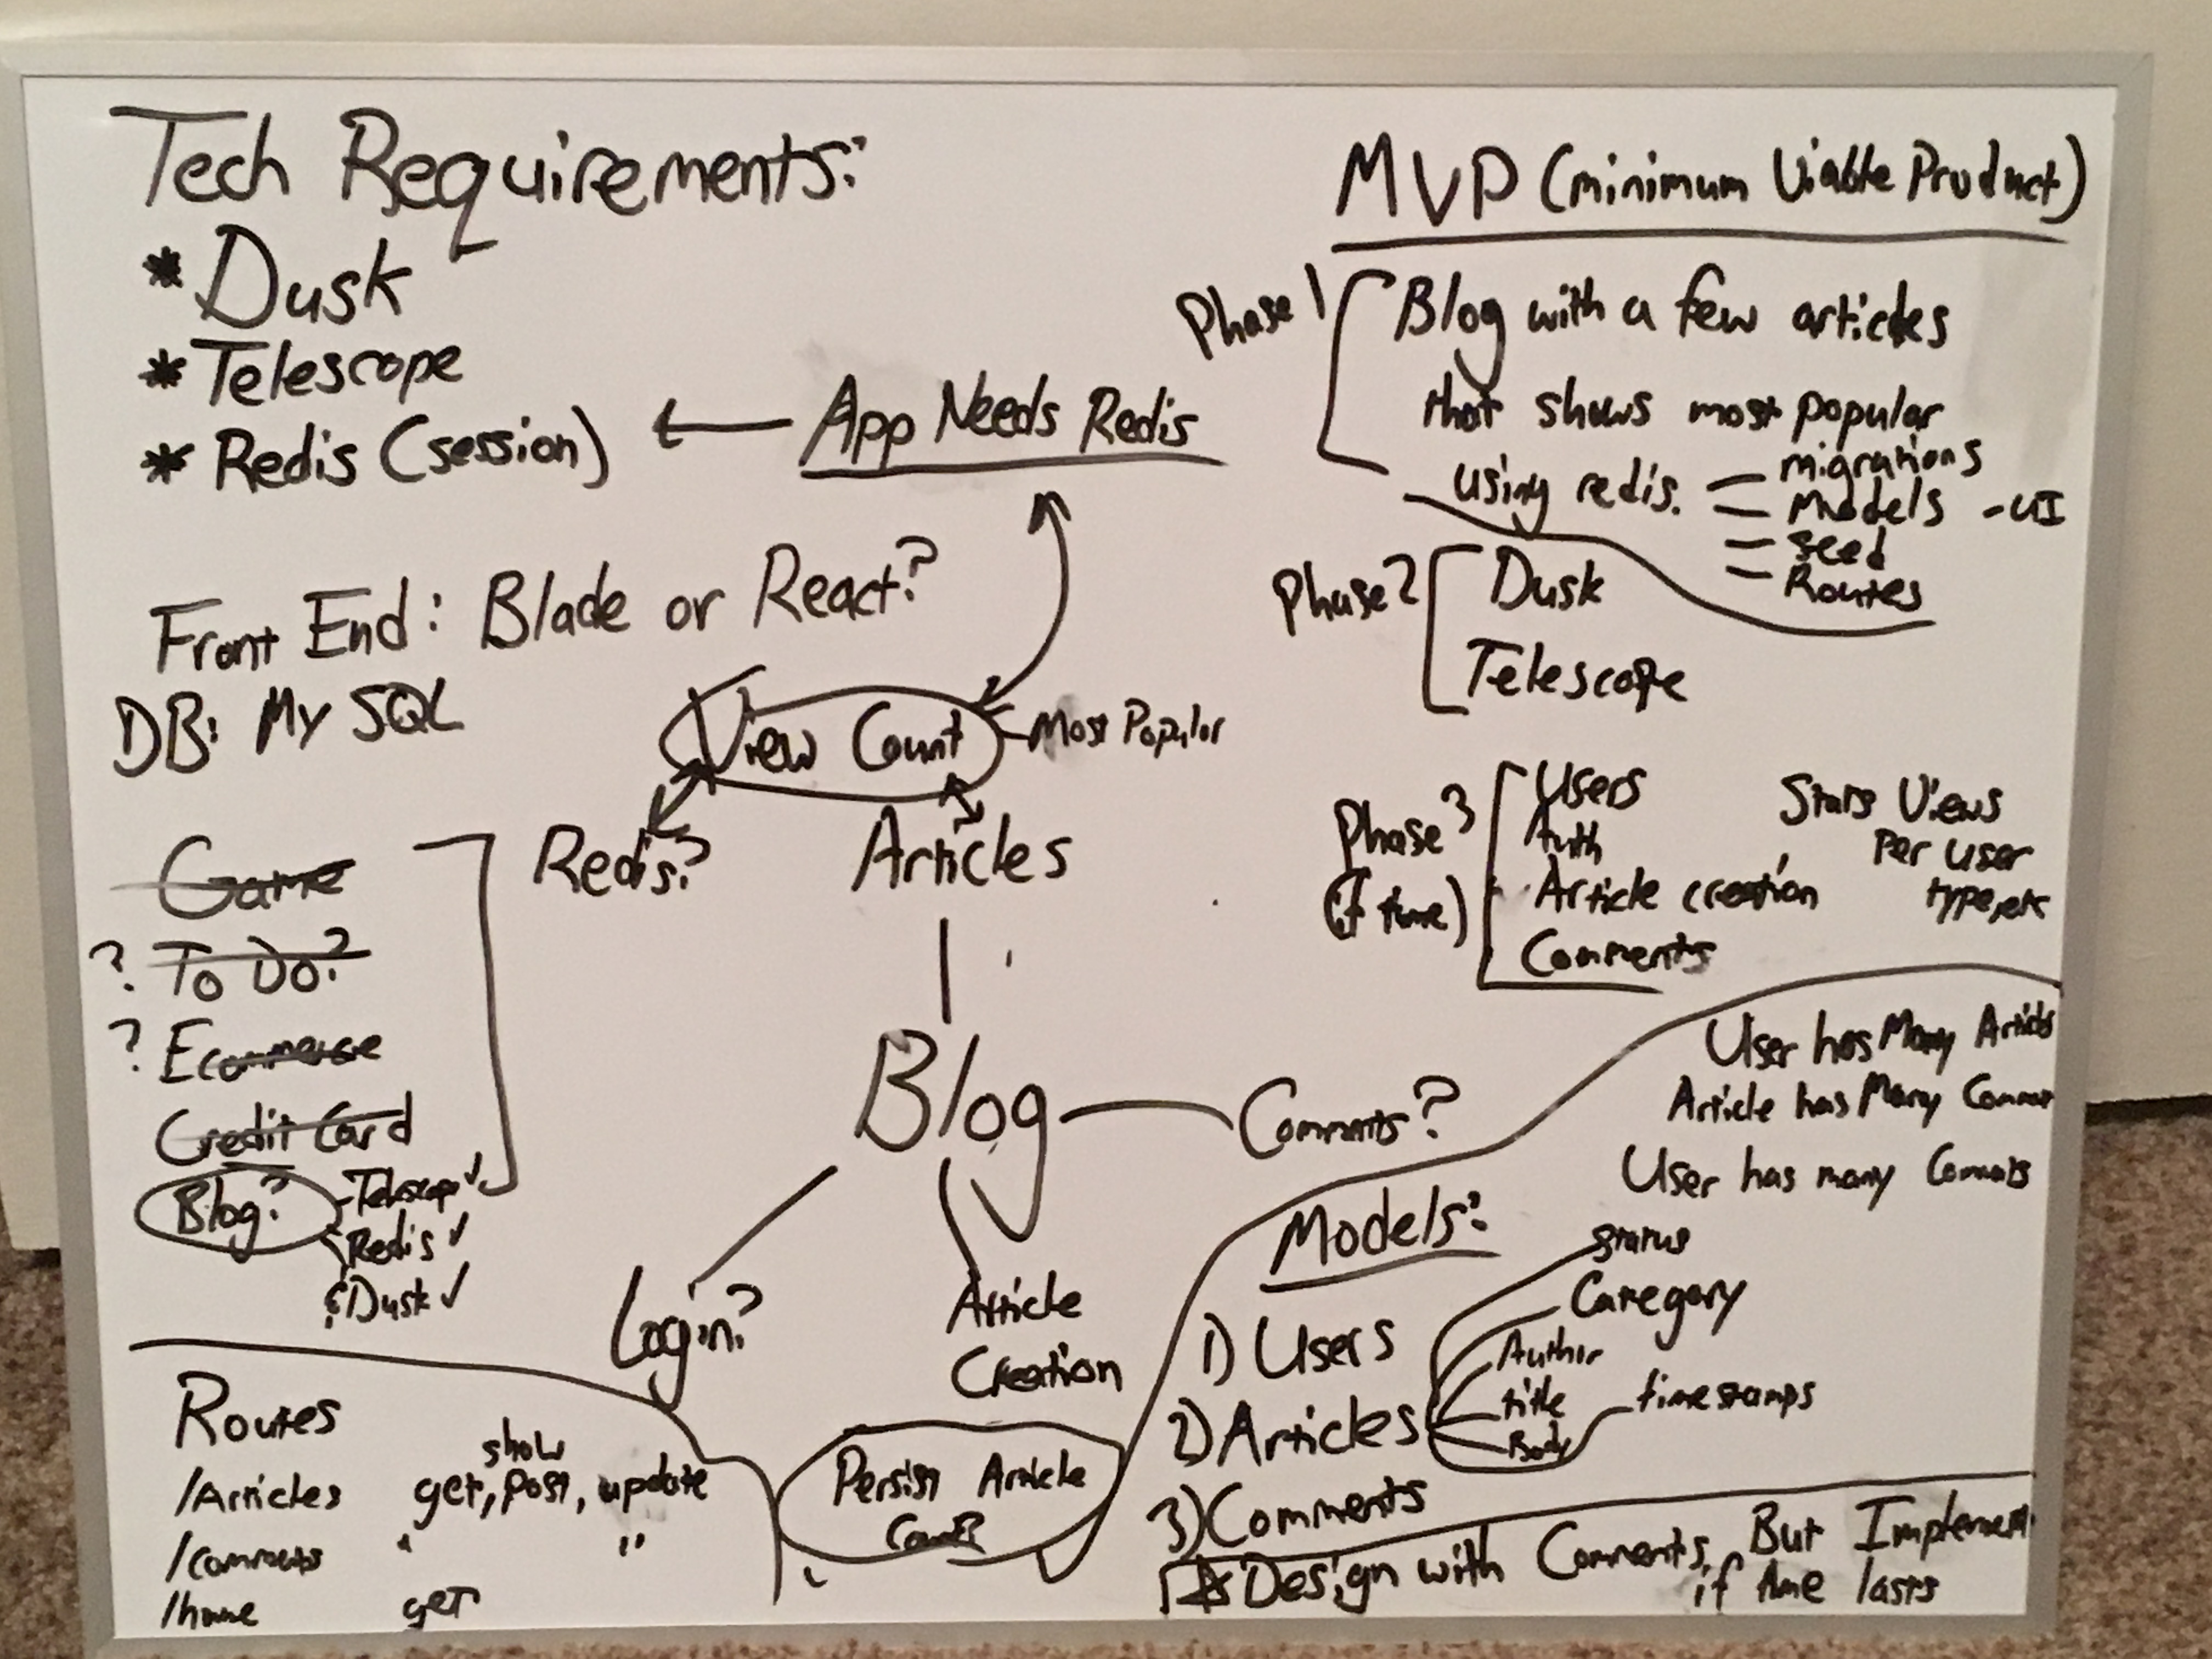 Tech Requirements:
* Dusk
* Telescope
* Redis (session)
App Needs Redis
Front End: Blade or React?
DB: My SQL
View Count
Most Popular
Redis?
Articles
Game
? To Do?
? Ecommerce
Credit Card
Blog?
- Telescope ✓
Redis ✓
Dusk ✓
Blog
Comments?
Login?
Article
Creation
Persist Article
Count?
Routes
show
/Articles get, post, update
/comments " "
/home get
MVP (minimum Viable Product)
Phase 1
Blog with a few articles
that shows most popular
using redis.
- migrations
= Models - UI
= seed
= Routes
Phase 2
Dusk
Telescope
Phase 3
(if time)
Users
Auth
Article creation
Comments
Stats Views
Per user
type, etc
User has Many Articles
Article has Many
User has many Comments
Models:
1) Users
2) Articles
3) Comments
status
Category
Author
title
Body
timestamps
Design with Comments, But Implement
if time lasts